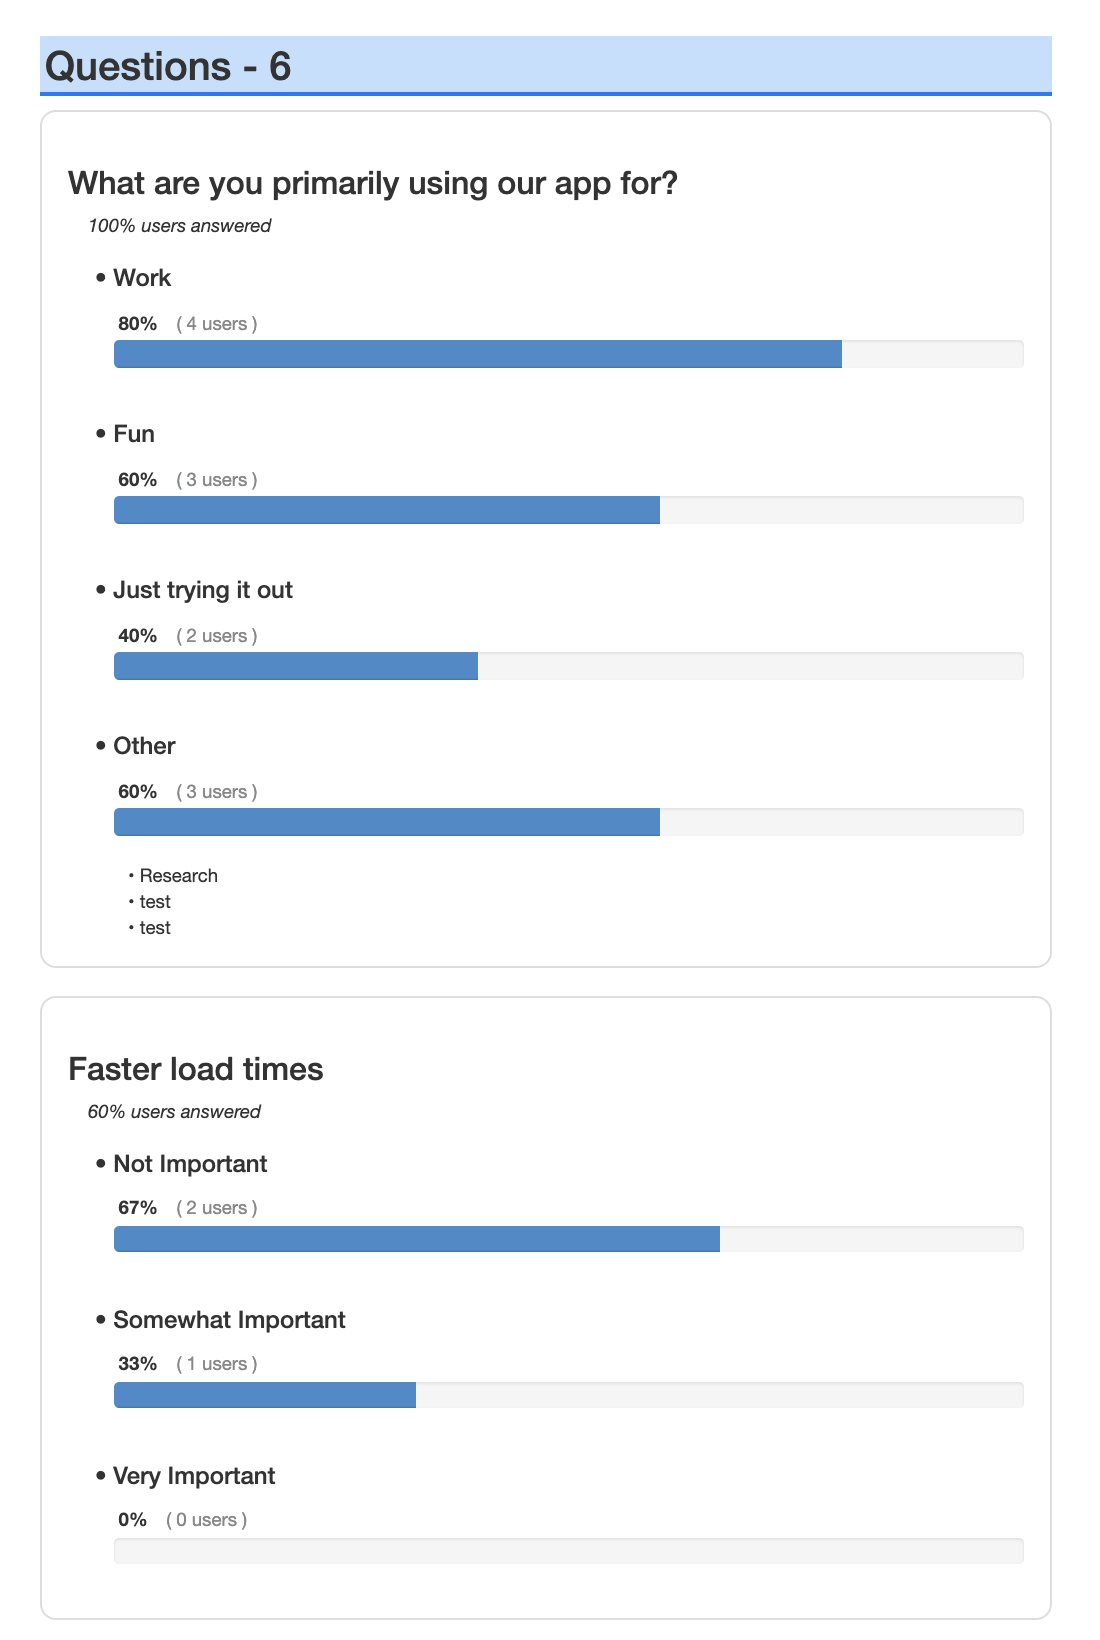 Questions - 6
What are you primarily using our app for?
100% users answered
• Work
80% ( 4 users )
• Fun
60% ( 3 users )
• Just trying it out
40% ( 2 users )
• Other
60% ( 3 users )
• Research
• test
• test
Faster load times
60% users answered
• Not Important
67% ( 2 users )
• Somewhat Important
33% ( 1 users )
• Very Important
0% ( 0 users )